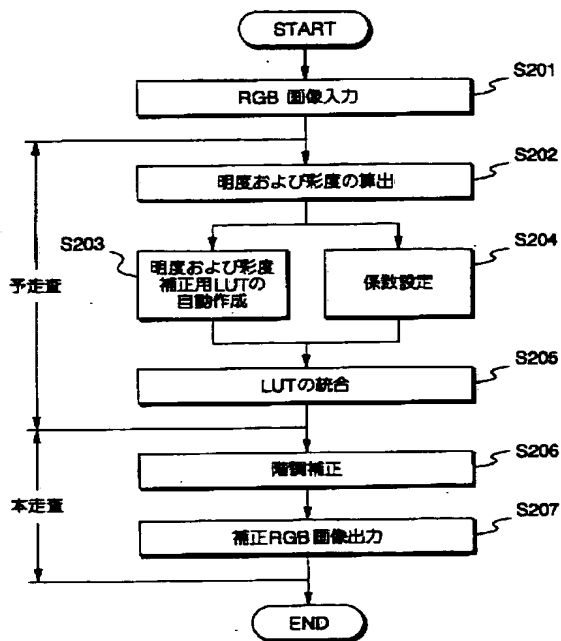 START
S201
RGB 画像入力
S202
明度および彩度の算出
S203
明度および彩度
補正用LUTの
自動作成
S204
係数設定
予走査
S205
LUTの統合
S206
階調補正
本走査
S207
補正RGB画像出力
END